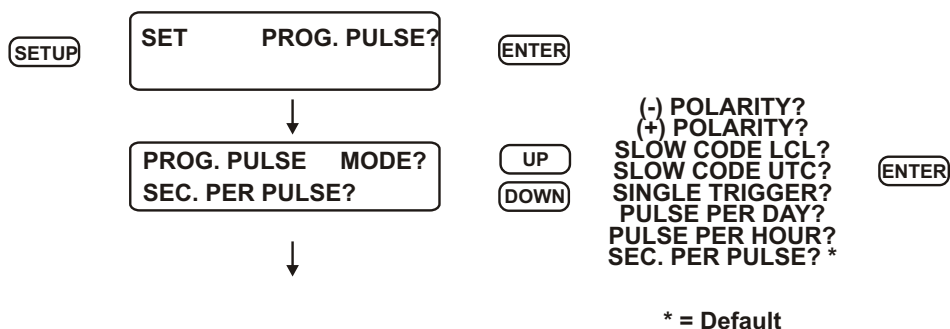 SETUP
SET PROG. PULSE?
ENTER
PROG. PULSE MODE?
SEC. PER PULSE?
UP
DOWN
(-) POLARITY?
(+) POLARITY?
SLOW CODE LCL?
SLOW CODE UTC?
SINGLE TRIGGER?
PULSE PER DAY?
PULSE PER HOUR?
SEC. PER PULSE? *
ENTER
* = Default